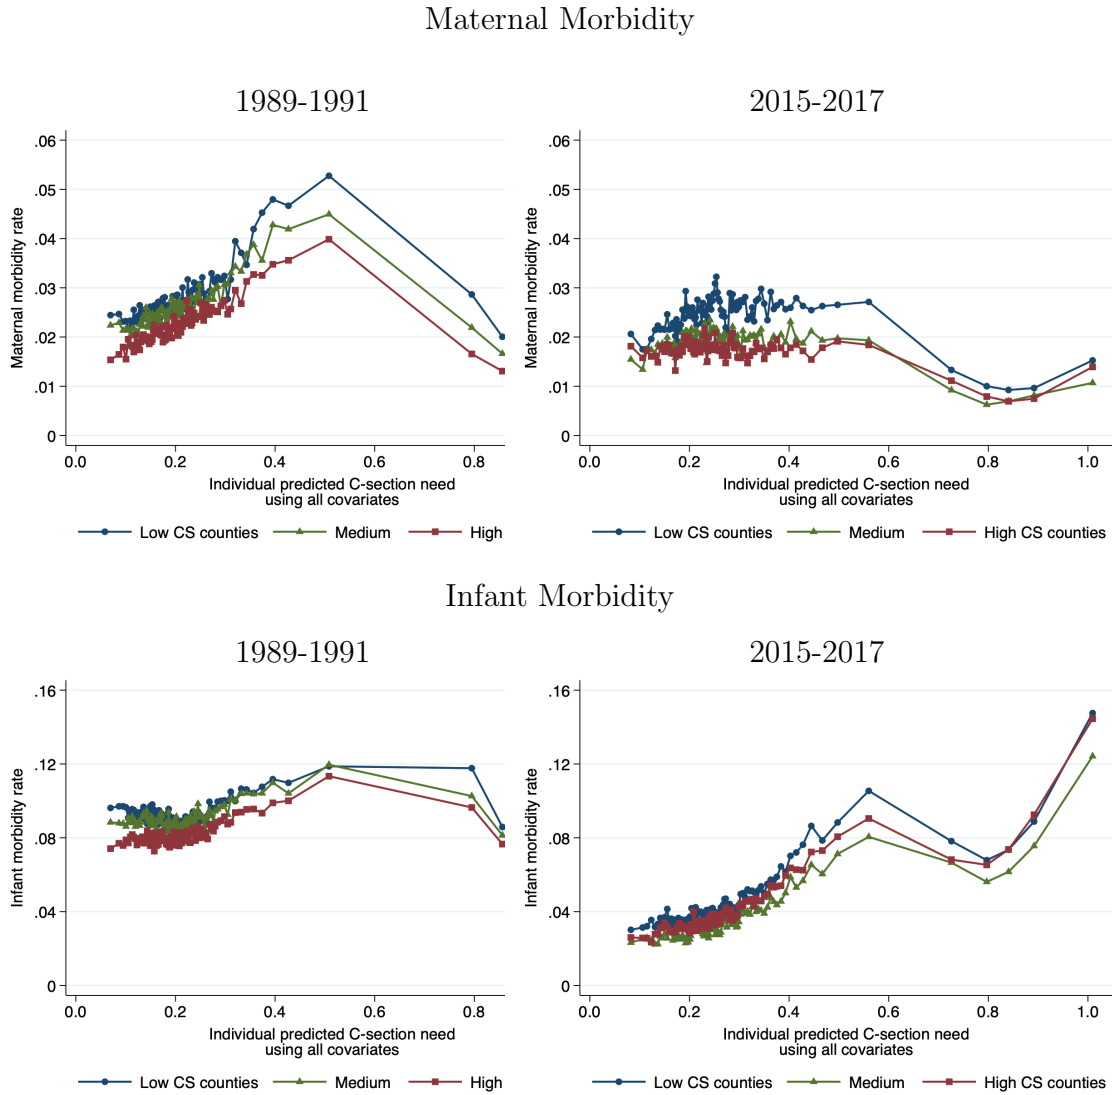 Maternal Morbidity
1989-1991
.06
.05
.04
.03
.02
.01
0
Maternal morbidity rate
0.0 0.2 0.4 0.6 0.8
Individual predicted C-section need
using all covariates
Low CS counties Medium High
2015-2017
.06
.05
.04
.03
.02
.01
0
Maternal morbidity rate
0.0 0.2 0.4 0.6 0.8 1.0
Individual predicted C-section need
using all covariates
Low CS counties Medium High CS counties
Infant Morbidity
1989-1991
.16
.12
.08
.04
0
Infant morbidity rate
0.0 0.2 0.4 0.6 0.8
Individual predicted C-section need
using all covariates
Low CS counties Medium High
2015-2017
.16
.12
.08
.04
0
Infant morbidity rate
0.0 0.2 0.4 0.6 0.8 1.0
Individual predicted C-section need
using all covariates
Low CS counties Medium High CS counties